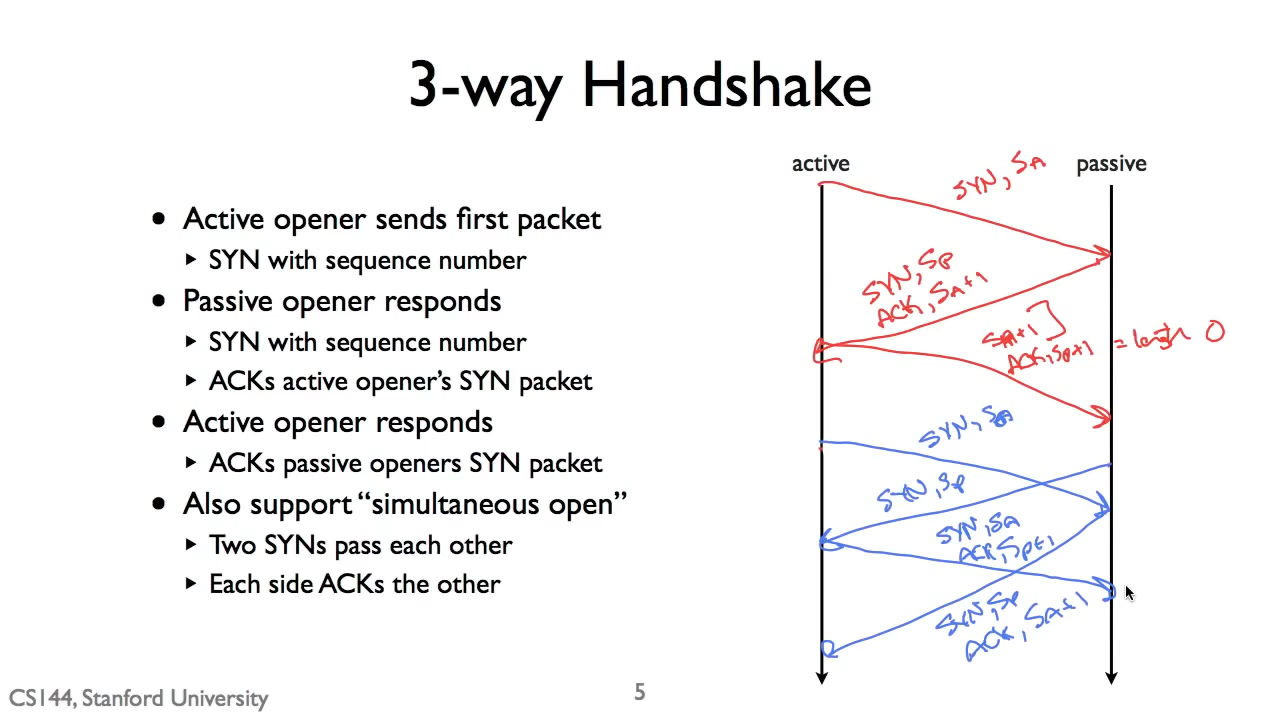 3-way Handshake
active
passive
• Active opener sends first packet
▸ SYN with sequence number
• Passive opener responds
▸ SYN with sequence number
▸ ACKs active opener's SYN packet
• Active opener responds
▸ ACKs passive openers SYN packet
• Also support “simultaneous open”
▸ Two SYNs pass each other
▸ Each side ACKs the other
SYN, SA
SYN, SP
ACK, SA+1
SA+1
ACK, SP+1
= length 0
SYN, SA
SYN, SP
SYN, SA
ACK, SP+1
SYN, SP
ACK, SA+1
CS144, Stanford University
5